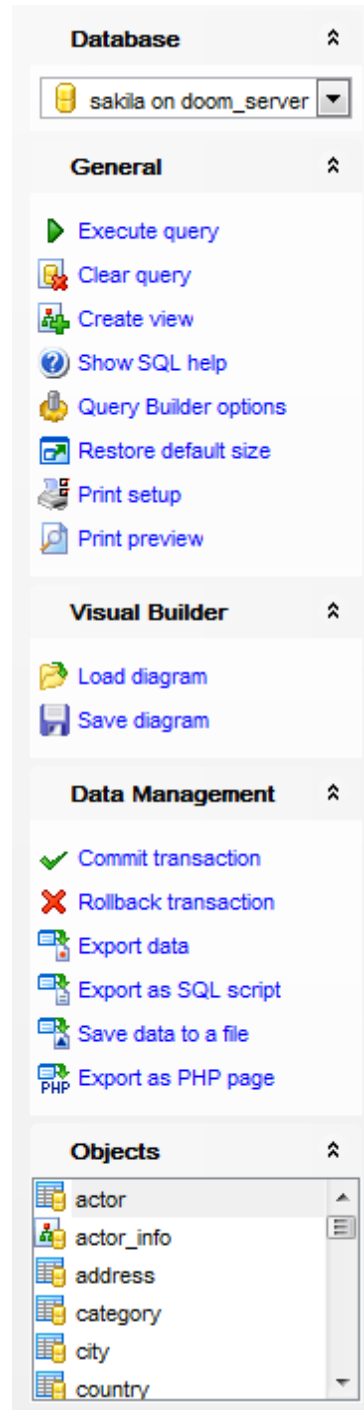 Database
sakila on doom_server
General
Execute query
Clear query
Create view
Show SQL help
Query Builder options
Restore default size
Print setup
Print preview
Visual Builder
Load diagram
Save diagram
Data Management
Commit transaction
Rollback transaction
Export data
Export as SQL script
Save data to a file
PHP Export as PHP page
Objects
actor
actor_info
address
category
city
country